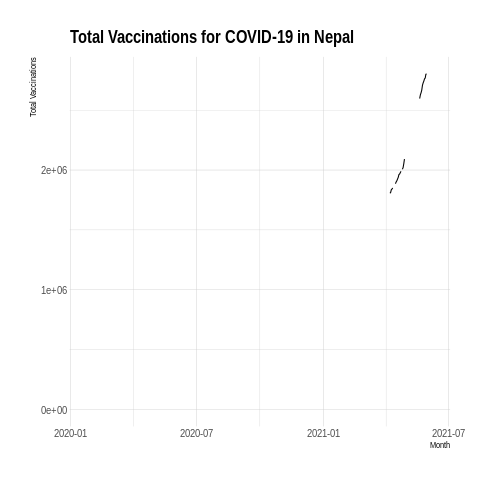 Total Vaccinations for COVID-19 in Nepal
Total Vaccinations
2e+06
1e+06
0e+00
2020-01
2020-07
2021-01
2021-07
Month